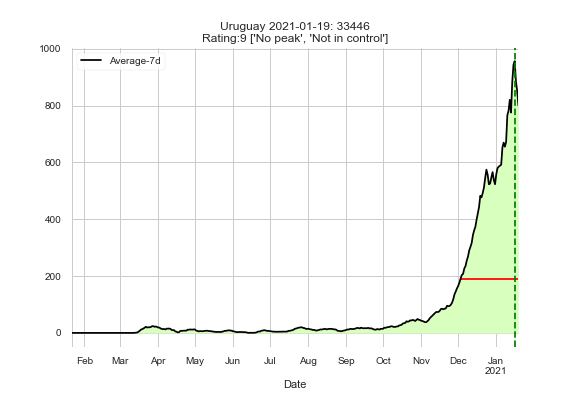 Uruguay 2021-01-19: 33446
Rating:9 ['No peak', 'Not in control']
Average-7d
1000
800
600
400
200
0
Feb Mar Apr May Jun Jul Aug Sep Oct Nov Dec Jan
2021
Date